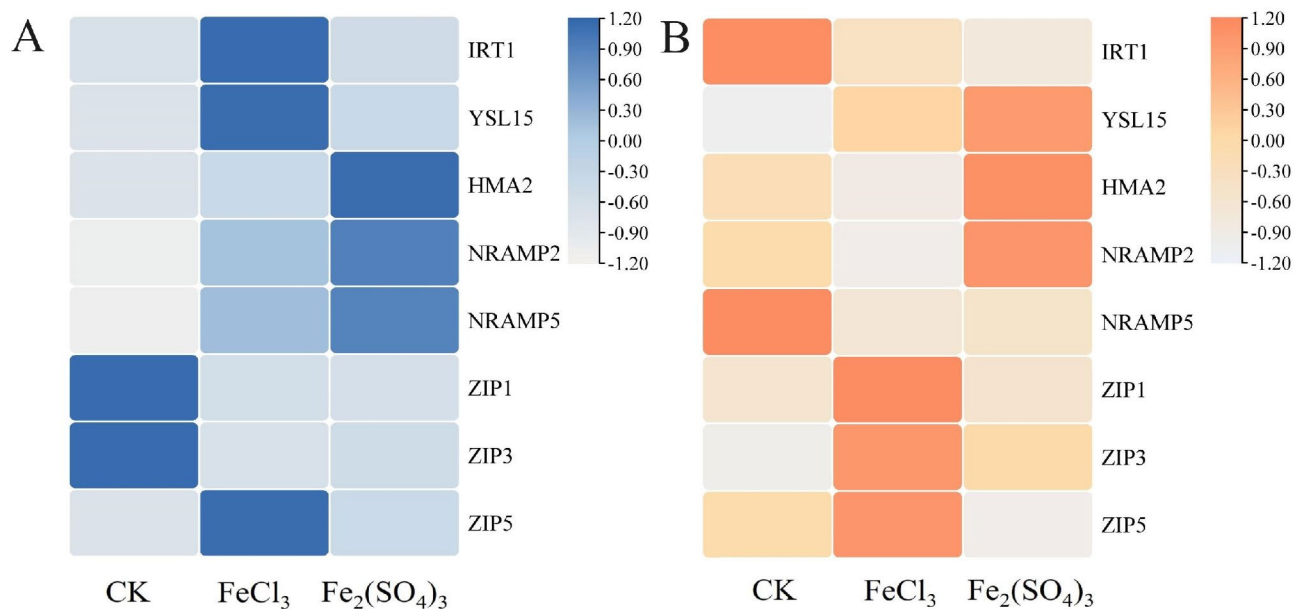 A
1.20
0.90
0.60
0.30
0.00
-0.30
-0.60
-0.90
-1.20
IRT1
YSL15
HMA2
NRAMP2
NRAMP5
ZIP1
ZIP3
ZIP5
CK
FeCl₃
Fe₂(SO₄)₃
B
1.20
0.90
0.60
0.30
0.00
-0.30
-0.60
-0.90
-1.20
IRT1
YSL15
HMA2
NRAMP2
NRAMP5
ZIP1
ZIP3
ZIP5
CK
FeCl₃
Fe₂(SO₄)₃